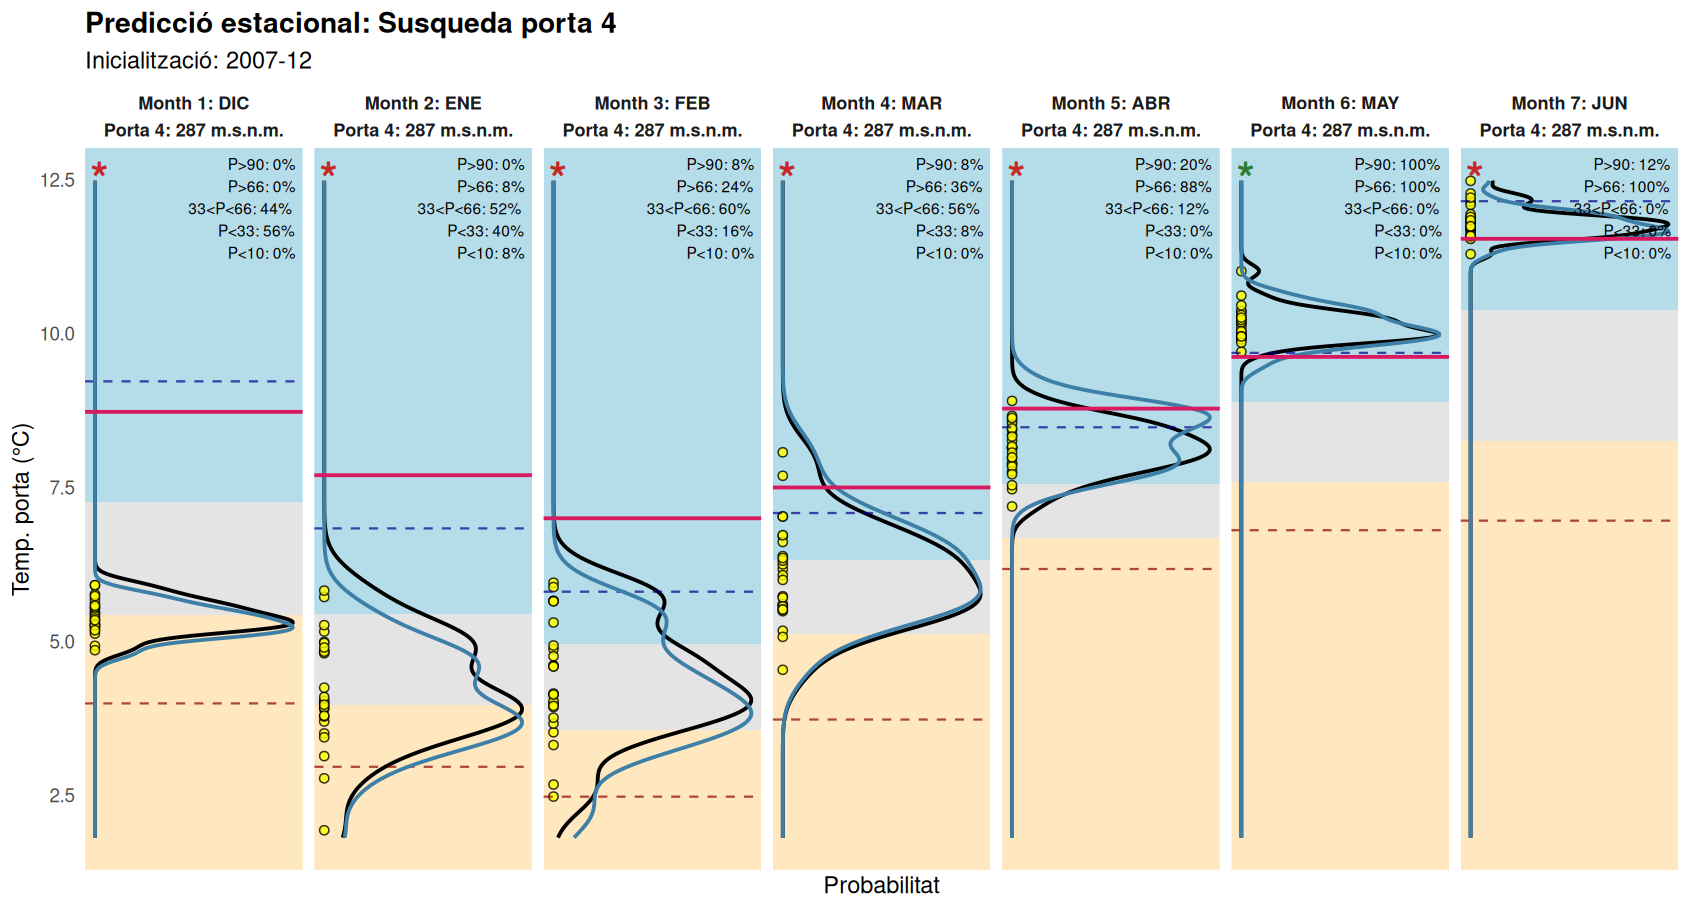 Predicció estacional: Susqueda porta 4
Inicialització: 2007-12
Month 1: DIC
Porta 4: 287 m.s.n.m.
Month 2: ENE
Porta 4: 287 m.s.n.m.
Month 3: FEB
Porta 4: 287 m.s.n.m.
Month 4: MAR
Porta 4: 287 m.s.n.m.
Month 5: ABR
Porta 4: 287 m.s.n.m.
Month 6: MAY
Porta 4: 287 m.s.n.m.
Month 7: JUN
Porta 4: 287 m.s.n.m.
Temp. porta (°C)
12.5
10.0
7.5
5.0
2.5
*
P>90: 0%
P>66: 0%
33<P<66: 44%
P<33: 56%
P<10: 0%
*
P>90: 0%
P>66: 8%
33<P<66: 52%
P<33: 40%
P<10: 8%
*
P>90: 8%
P>66: 24%
33<P<66: 60%
P<33: 16%
P<10: 0%
*
P>90: 8%
P>66: 36%
33<P<66: 56%
P<33: 8%
P<10: 0%
*
P>90: 20%
P>66: 88%
33<P<66: 12%
P<33: 0%
P<10: 0%
*
P>90: 100%
P>66: 100%
33<P<66: 0%
P<33: 0%
P<10: 0%
*
P>90: 12%
P>66: 100%
33<P<66: 0%
P<33: 0%
P<10: 0%
Probabilitat